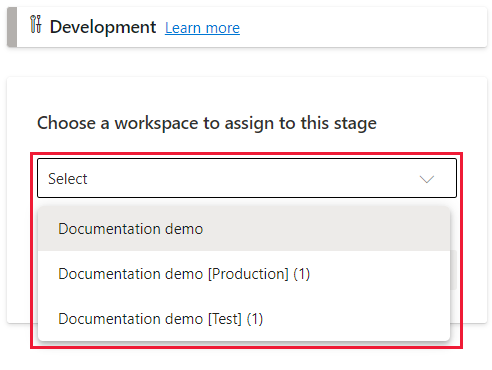 Development Learn more
Choose a workspace to assign to this stage
Select
Documentation demo
Documentation demo [Production] (1)
Documentation demo [Test] (1)